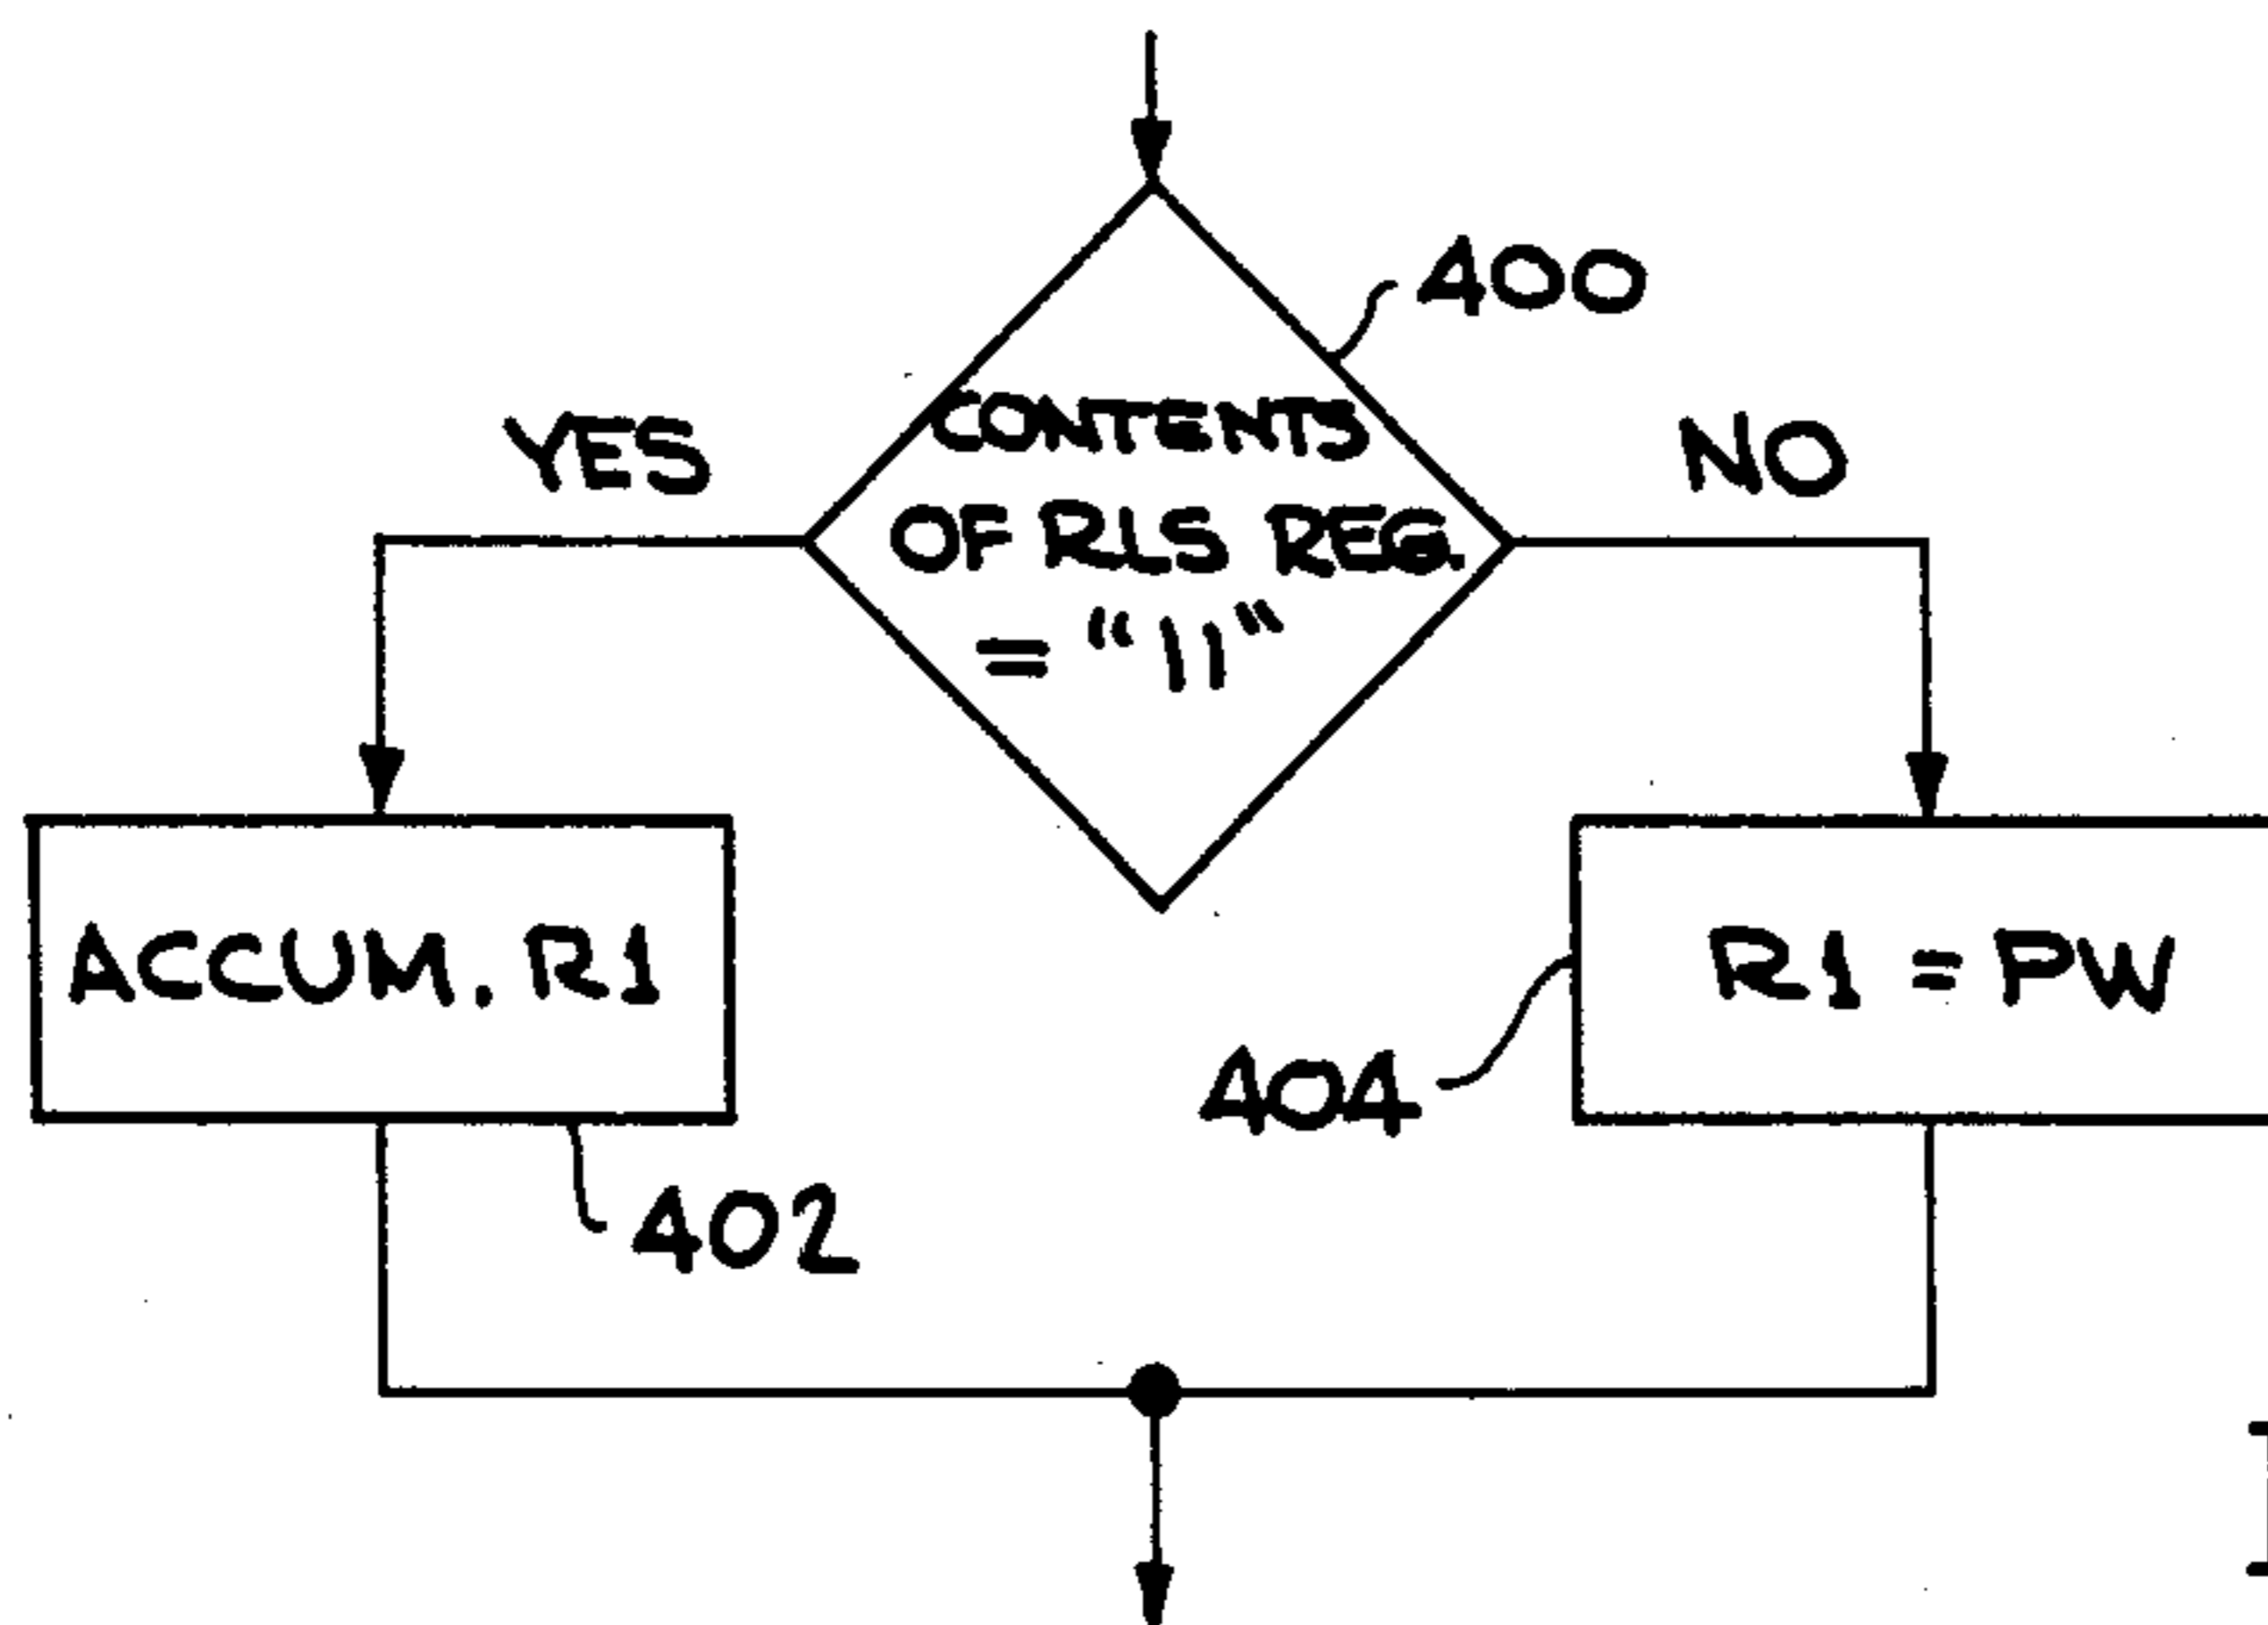 400
YES
CONTENTS
OF RLS REG.
= "11"
NO
ACCUM. R1
R1 = PW
404
402